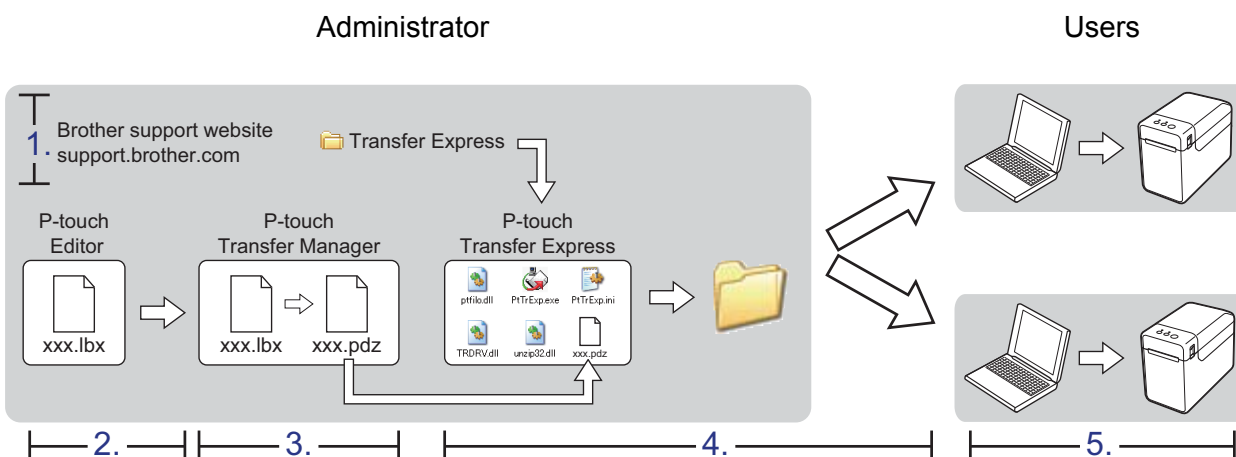 Administrator
Users
1.
Brother support website
support.brother.com
Transfer Express
P-touch
Editor
P-touch
Transfer Manager
P-touch
Transfer Express
xxx.lbx
xxx.lbx
xxx.pdz
ptfilo.dll
PtTrExp.exe
PtTrExp.ini
TRDRV.dll
unzip32.dll
xxx.pdz
2.
3.
4.
5.